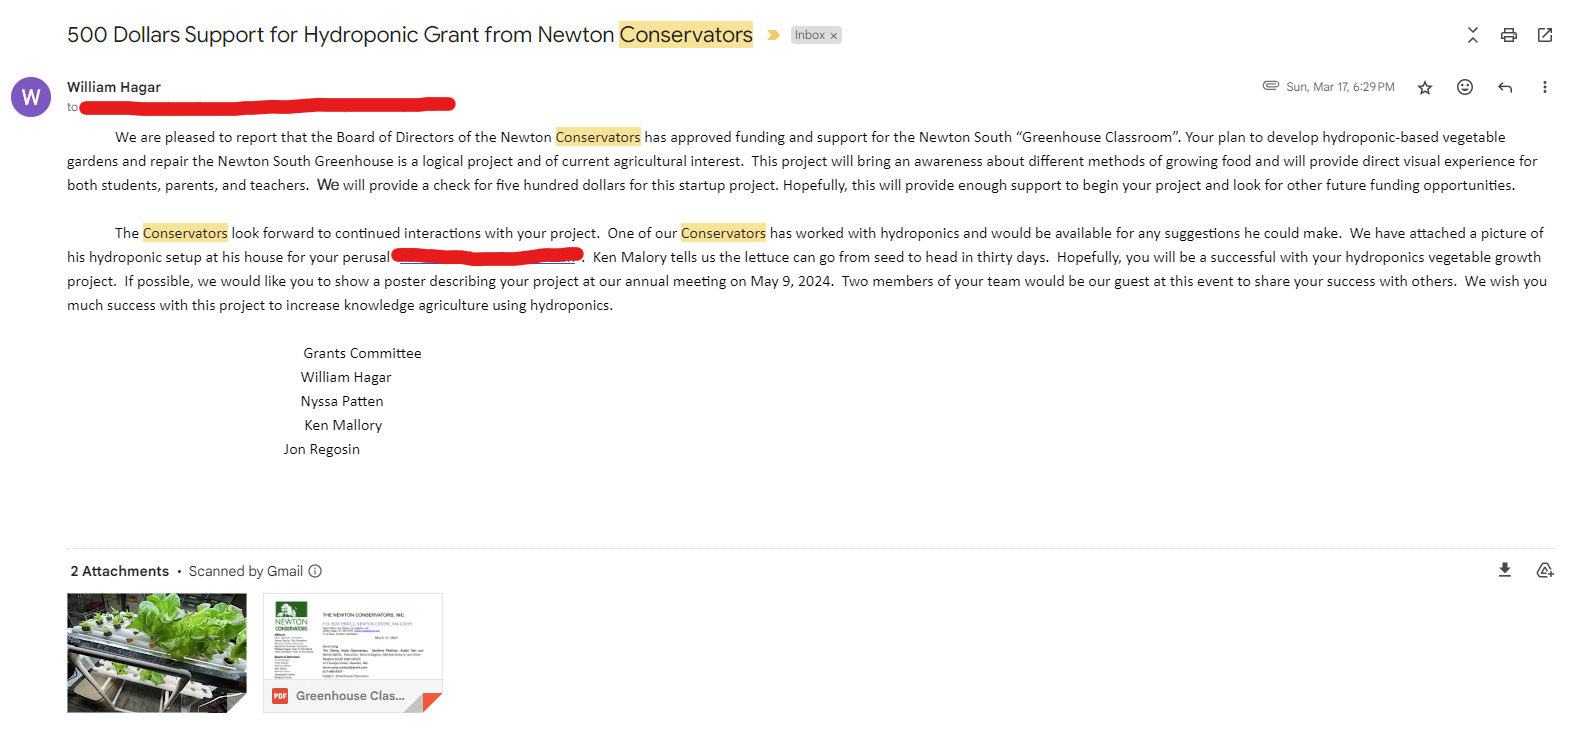 500 Dollars Support for Hydroponic Grant from Newton Conservators
Inbox ×
W
William Hagar
Sun, Mar 17, 6:29 PM
to
We are pleased to report that the Board of Directors of the Newton Conservators has approved funding and support for the Newton South “Greenhouse Classroom”. Your plan to develop hydroponic-based vegetable
gardens and repair the Newton South Greenhouse is a logical project and of current agricultural interest. This project will bring an awareness about different methods of growing food and will provide direct visual experience for
both students, parents, and teachers. We will provide a check for five hundred dollars for this startup project. Hopefully, this will provide enough support to begin your project and look for other future funding opportunities.
The Conservators look forward to continued interactions with your project. One of our Conservators has worked with hydroponics and would be available for any suggestions he could make. We have attached a picture of
his hydroponic setup at his house for your perusal . Ken Malory tells us the lettuce can go from seed to head in thirty days. Hopefully, you will be a successful with your hydroponics vegetable growth
project. If possible, we would like you to show a poster describing your project at our annual meeting on May 9, 2024. Two members of your team would be our guest at this event to share your success with others. We wish you
much success with this project to increase knowledge agriculture using hydroponics.
Grants Committee
William Hagar
Nyssa Patten
Ken Mallory
Jon Regosin
2 Attachments • Scanned by Gmail
NEWTON
CONSERVATORS
THE NEWTON CONSERVATORS, INC.
PDF Greenhouse Clas...